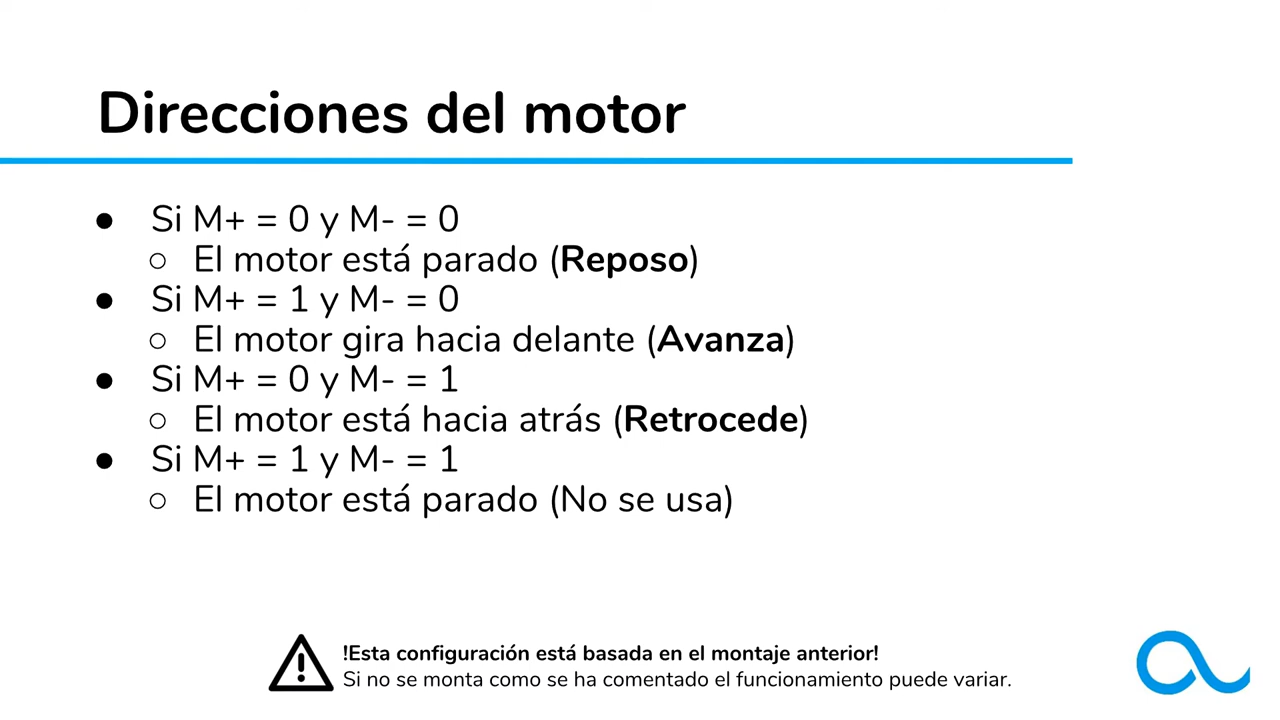 Direcciones del motor
● Si M+ = 0 y M- = 0
○ El motor está parado (Reposo)
● Si M+ = 1 y M- = 0
○ El motor gira hacia delante (Avanza)
● Si M+ = 0 y M- = 1
○ El motor está hacia atrás (Retrocede)
● Si M+ = 1 y M- = 1
○ El motor está parado (No se usa)
!Esta configuración está basada en el montaje anterior!
Si no se monta como se ha comentado el funcionamiento puede variar.